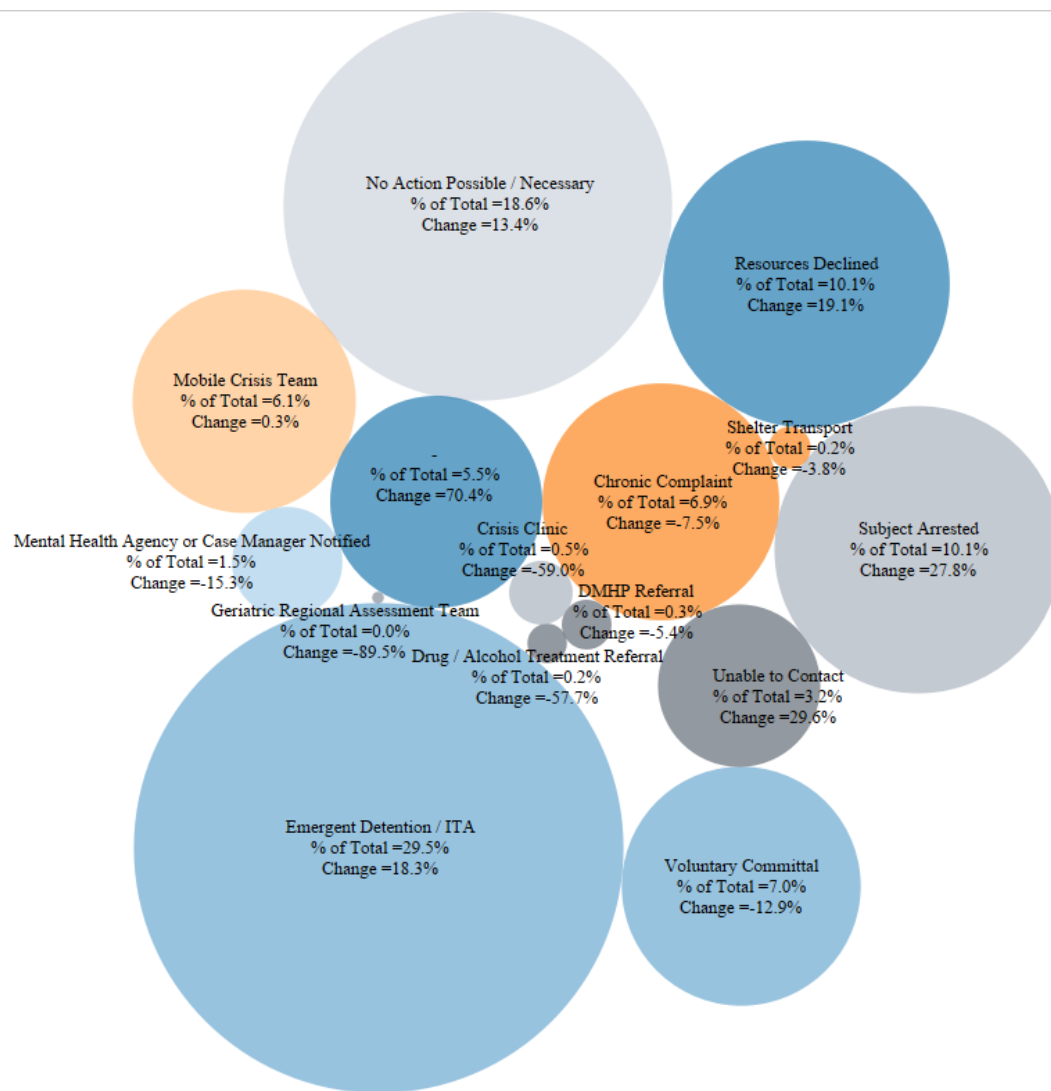 No Action Possible / Necessary
% of Total =18.6%
Change =13.4%
Resources Declined
% of Total =10.1%
Change =19.1%
Mobile Crisis Team
% of Total =6.1%
Change =0.3%
Shelter Transport
% of Total =0.2%
Change =-3.8%
-
% of Total =5.5%
Change =70.4%
Chronic Complaint
% of Total =6.9%
Change =-7.5%
Subject Arrested
% of Total =10.1%
Change =27.8%
Crisis Clinic
% of Total =0.5%
Change =-59.0%
Mental Health Agency or Case Manager Notified
% of Total =1.5%
Change =-15.3%
DMHP Referral
% of Total =0.3%
Change =-5.4%
Geriatric Regional Assessment Team
% of Total =0.0%
Change =-89.5%
Drug / Alcohol Treatment Referral
% of Total =0.2%
Change =-57.7%
Unable to Contact
% of Total =3.2%
Change =29.6%
Emergent Detention / ITA
% of Total =29.5%
Change =18.3%
Voluntary Committal
% of Total =7.0%
Change =-12.9%